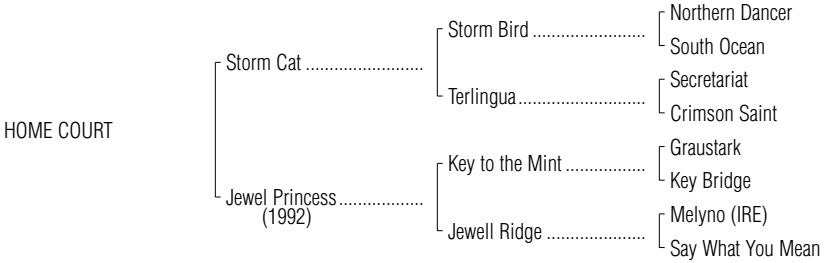 Northern Dancer
Storm Bird ........................
South Ocean
Storm Cat .........................
Secretariat
Terlingua...........................
Crimson Saint
HOME COURT
Graustark
Key to the Mint .................
Key Bridge
Jewel Princess..................
(1992)
Melyno (IRE)
Jewell Ridge .....................
Say What You Mean